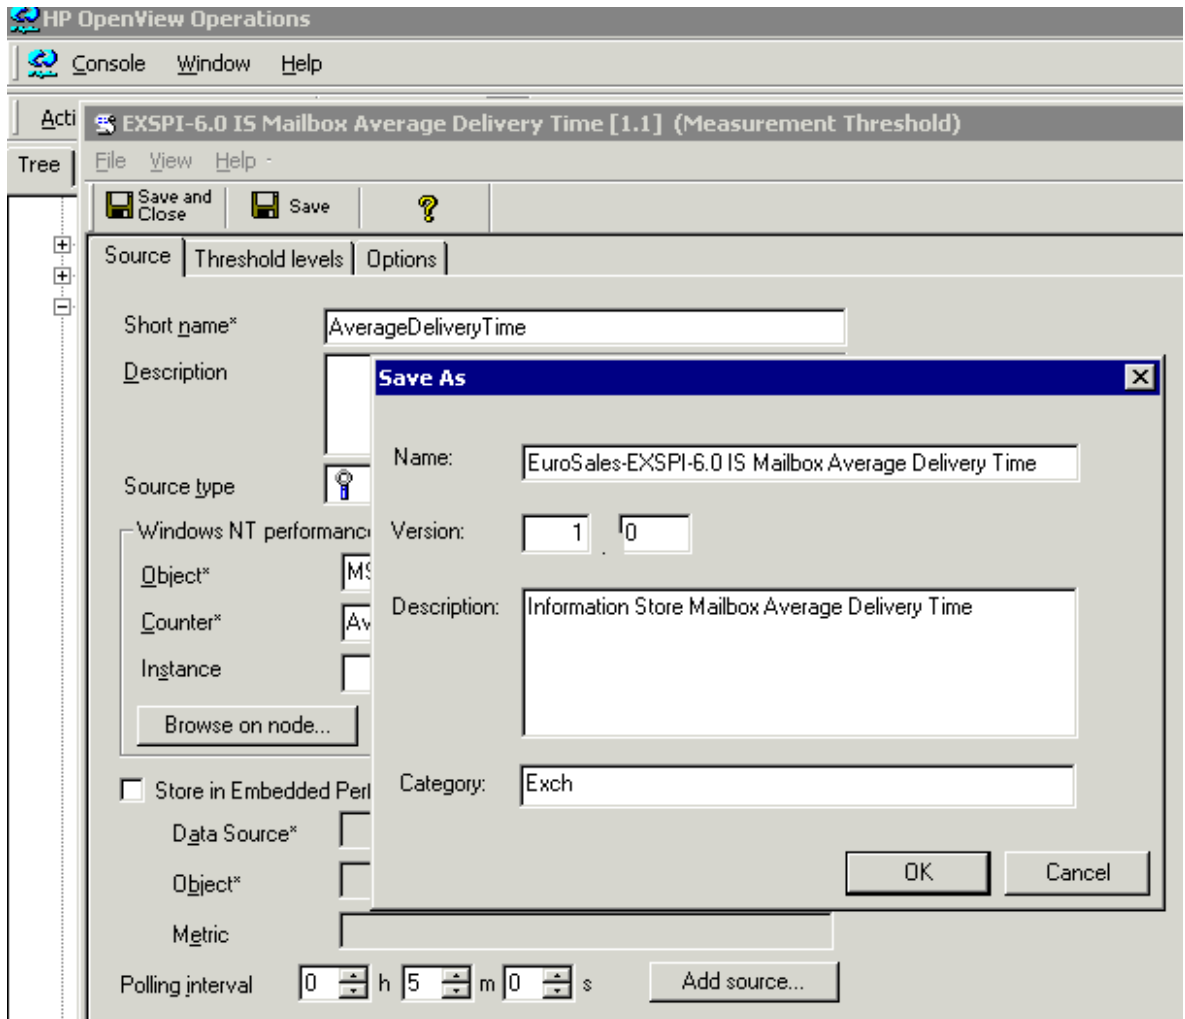 HP OpenView Operations
Console Window Help
Acti
EXSPI-6.0 IS Mailbox Average Delivery Time [1.1] (Measurement Threshold)
Tree
File View Help
Save and Close
Save
Source Threshold levels Options
Short name* AverageDeliveryTime
Description
Save As
Name: EuroSales-EXSPI-6.0 IS Mailbox Average Delivery Time
Source type
Windows NT performanc
Version: 1 . 0
Object* MS
Description: Information Store Mailbox Average Delivery Time
Counter* Av
Instance
Browse on node...
Category: Exch
Store in Embedded Perf
Data Source*
OK Cancel
Object*
Metric
Polling interval 0 h 5 m 0 s Add source...